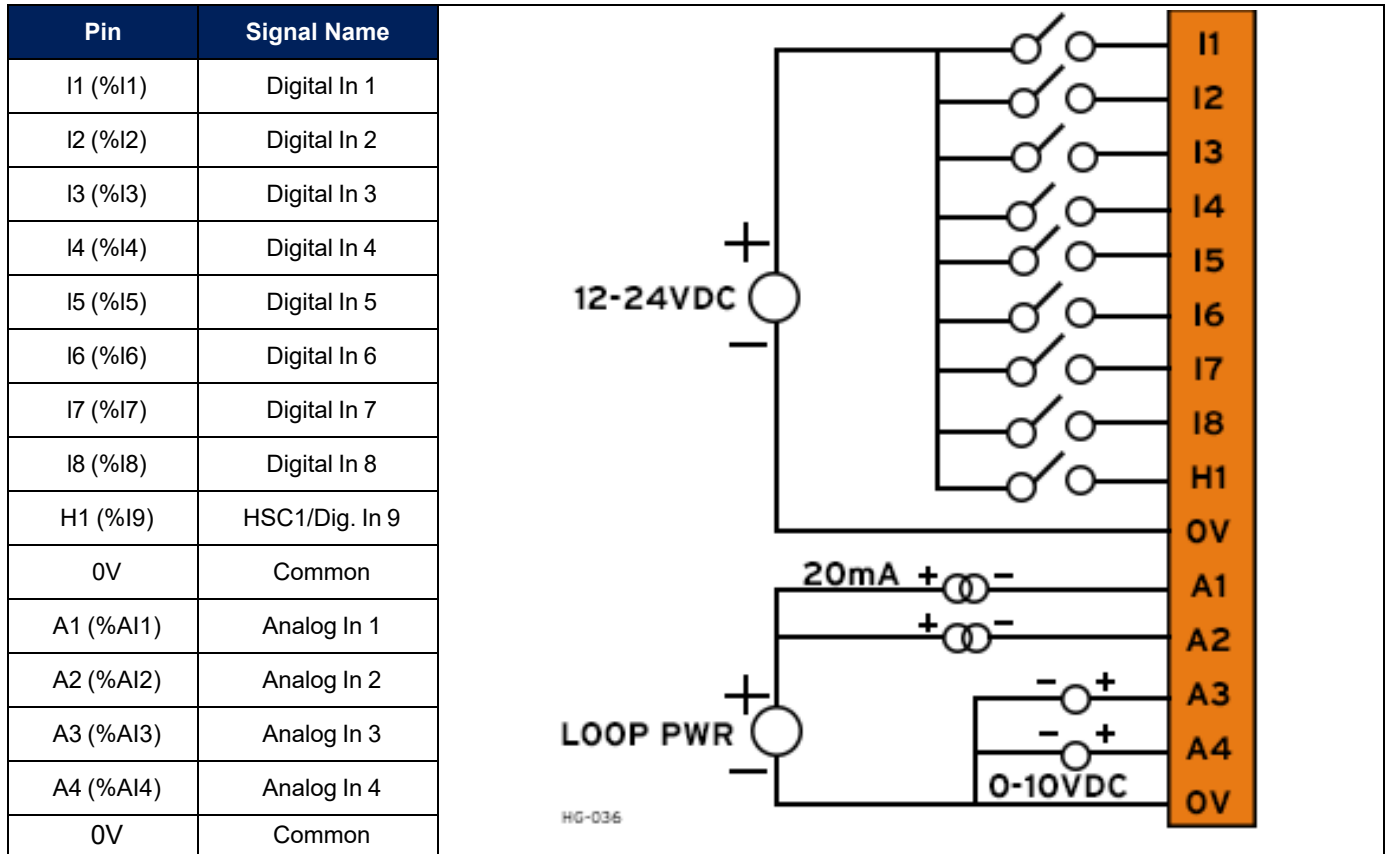 Pin Signal Name
I1 (%I1) Digital In 1
I2 (%I2) Digital In 2
I3 (%I3) Digital In 3
I4 (%I4) Digital In 4
I5 (%I5) Digital In 5
I6 (%I6) Digital In 6
I7 (%I7) Digital In 7
I8 (%I8) Digital In 8
H1 (%I9) HSC1/Dig. In 9
0V Common
A1 (%AI1) Analog In 1
A2 (%AI2) Analog In 2
A3 (%AI3) Analog In 3
A4 (%AI4) Analog In 4
0V Common
I1
I2
I3
I4
I5
I6
I7
I8
H1
0V
A1
A2
A3
A4
0V
+
12-24VDC
−
20mA + −
+ −
+
LOOP PWR
−
− +
− +
0-10VDC
HG-036